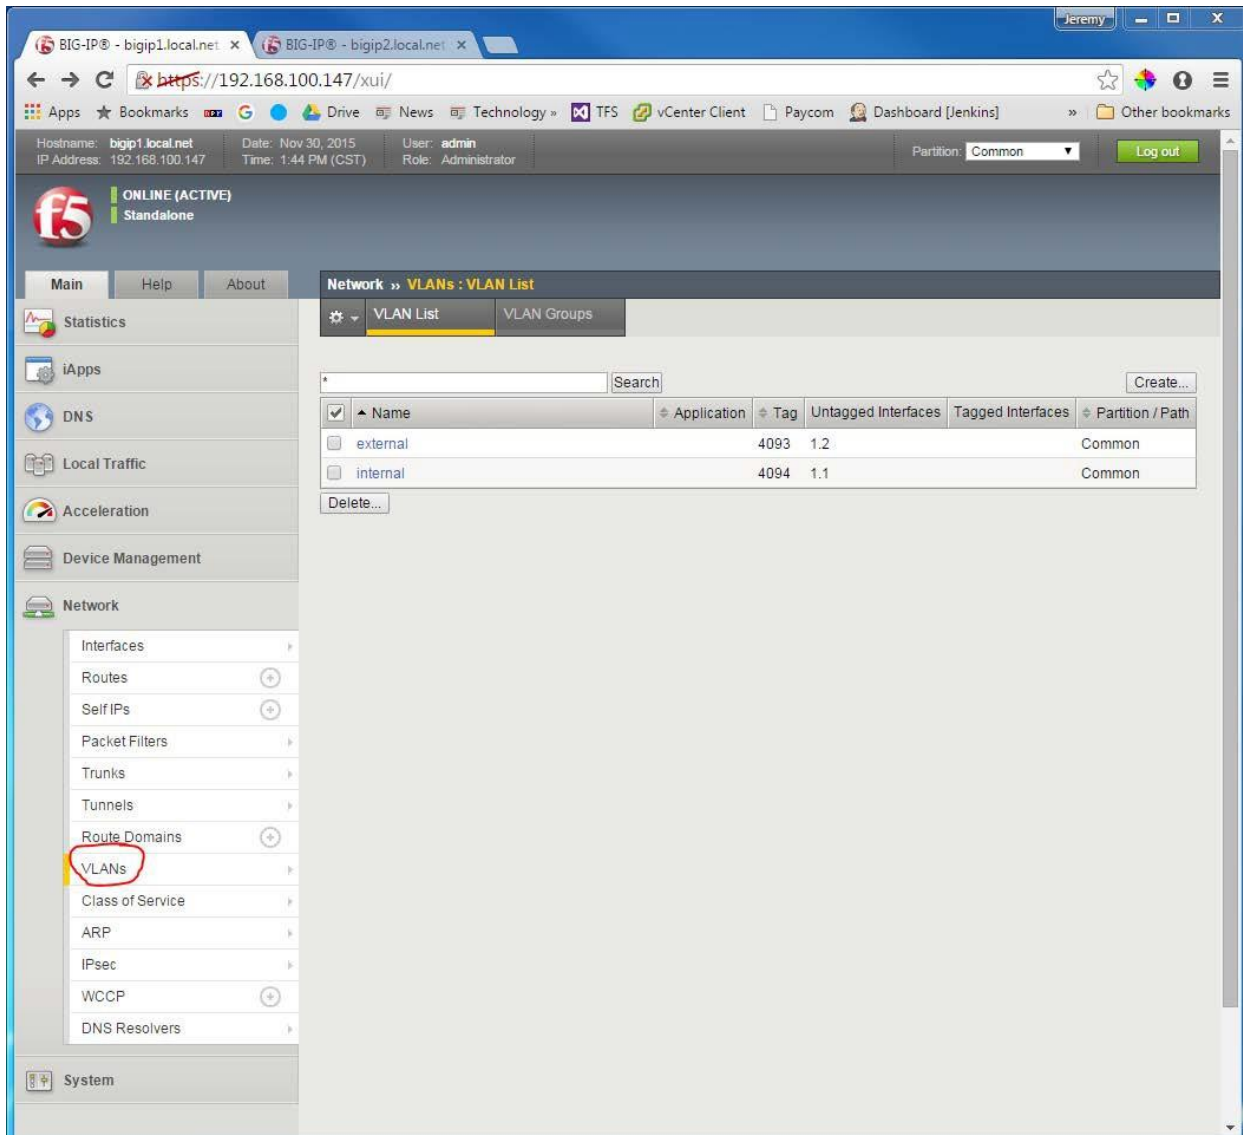 Jeremy
BIG-IP® - bigip1.local.net
BIG-IP® - bigip2.local.net
https://192.168.100.147/xui/
Apps Bookmarks Drive News Technology » TFS vCenter Client Paycom Dashboard [Jenkins] » Other bookmarks
Hostname: bigip1.local.net Date: Nov 30, 2015 User: admin
IP Address: 192.168.100.147 Time: 1:44 PM (CST) Role: Administrator
Partition: Common Log out
f5
ONLINE (ACTIVE)
Standalone
Main Help About
Network » VLANs : VLAN List
VLAN List VLAN Groups
Statistics
iApps
DNS
Local Traffic
Acceleration
Device Management
Network
Interfaces
Routes
Self IPs
Packet Filters
Trunks
Tunnels
Route Domains
VLANs
Class of Service
ARP
IPsec
WCCP
DNS Resolvers
System
* Search Create...
Name Application Tag Untagged Interfaces Tagged Interfaces Partition / Path
external 4093 1.2 Common
internal 4094 1.1 Common
Delete...